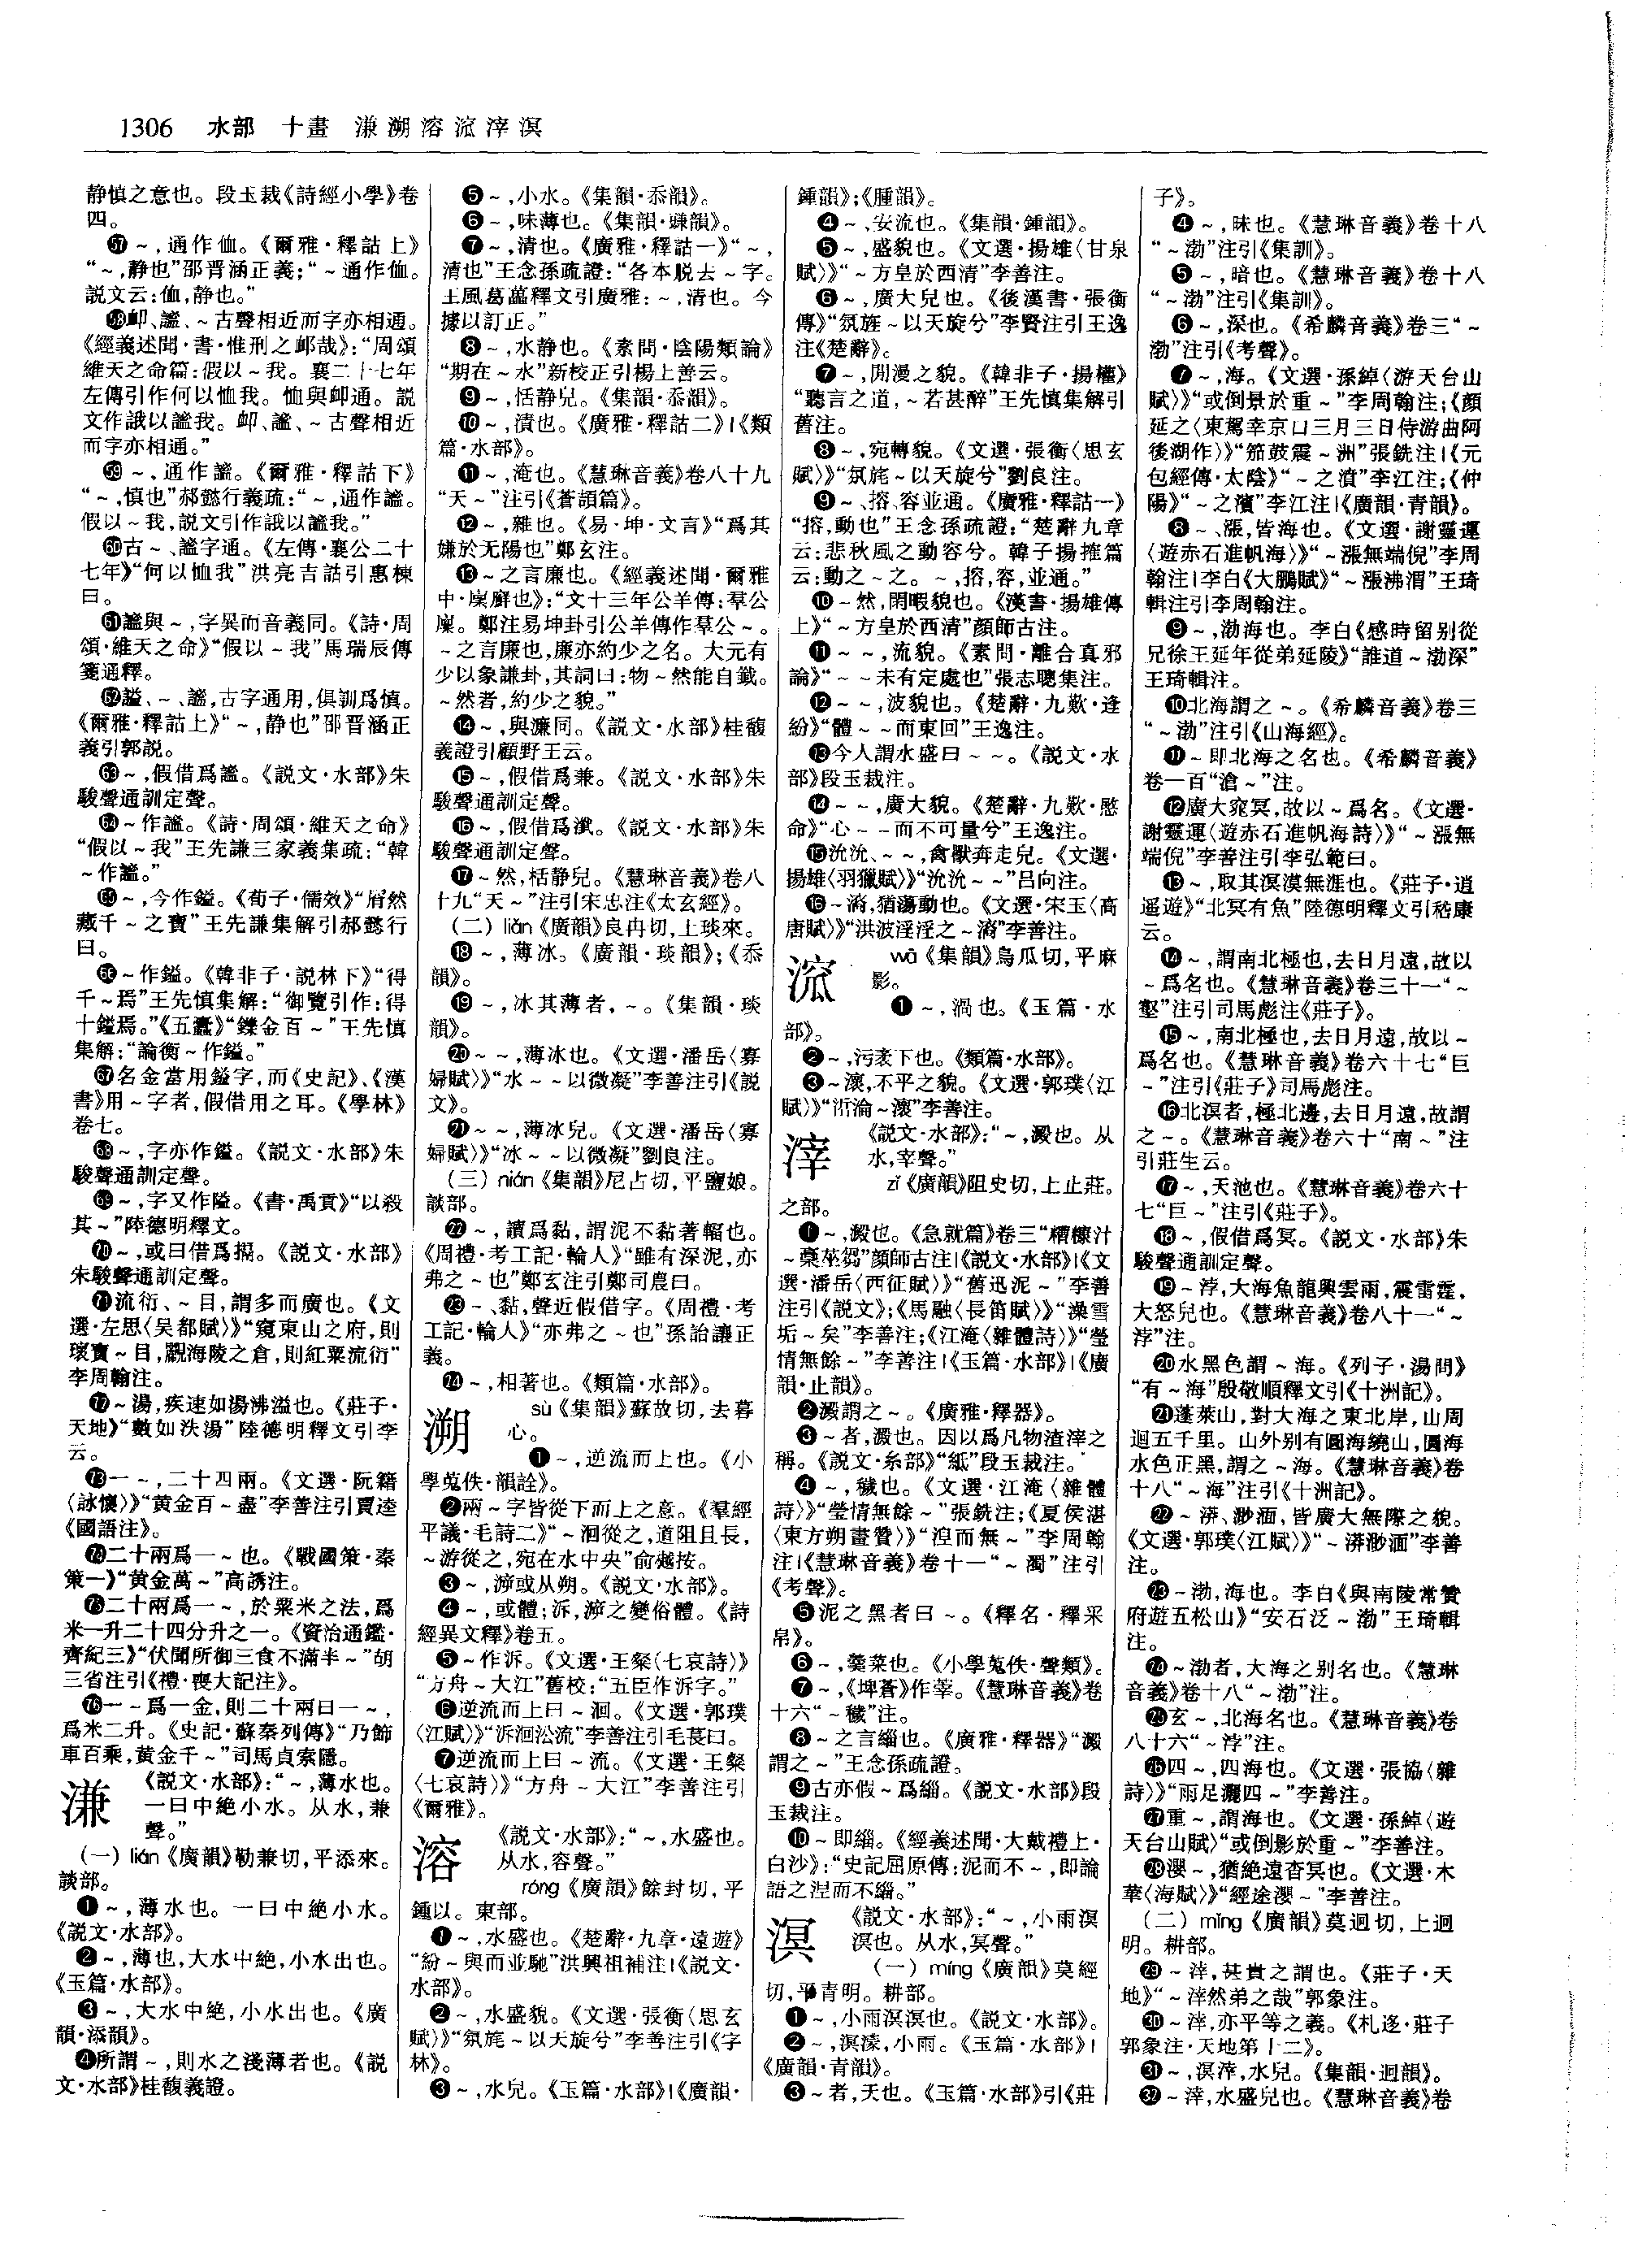 1306 水部 十畫 溓溯溶㴫滓溟
静慎之意也。段玉裁《詩經小學》卷
四。
57～,通作侐。《爾雅·釋詁上》
“～,静也”邵晋涵正義:“～通作侐。
説文云:侐,静也。”
58卹、謐、～古聲相近而字亦相通。
《經義述聞·書·惟刑之卹哉》:“周頌
維天之命篇:假以～我。襄二十七年
左傳引作何以恤我。恤與卹通。説
文作誐以謐我。卹、謐、～古聲相近
而字亦相通。”
59～,通作謐。《爾雅·釋詁下》
“～,慎也”郝懿行義疏:“～,通作謐。
假以～我,説文引作誐以謐我。”
60古～、謐字通。《左傳·襄公二十
七年》“何以恤我”洪亮吉詁引惠棟
曰。
61謐與～,字異而音義同。《詩·周
頌·維天之命》“假以～我”馬瑞辰傳
箋通釋。
62謚、～、謐,古字通用,俱訓爲慎。
《爾雅·釋詁上》“～,静也”邵晋涵正
義引郭説。
63～,假借爲謐。《説文·水部》朱
駿聲通訓定聲。
64～作謐。《詩·周頌·維天之命》
“假以～我”王先謙三家義集疏:“韓
～作謐。”
65～,今作鎰。《荀子·儒效》“屑然
藏千～之寶”王先謙集解引郝懿行
曰。
66～作鎰。《韓非子·説林下》“得
千～焉”王先慎集解:“御覽引作:得
十鎰焉。”《五蠹》“鑠金百～”王先慎
集解:“論衡～作鎰。”
67名金當用鎰字,而《史記》、《漢
書》用～字者,假借用之耳。《學林》
卷七。
68～,字亦作鎰。《説文·水部》朱
駿聲通訓定聲。
69～,字又作隘。《書·禹貢》“以殺
其～”陸德明釋文。
70～,或曰借爲搹。《説文·水部》
朱駿聲通訓定聲。
71流衍、～目,謂多而廣也。《文
選·左思〈吴都賦〉》“窺東山之府,則
瓌寶～目,覿海陵之倉,則紅粟流衍”
李周翰注。
72～湯,疾速如湯沸溢也。《莊子·
天地》“數如泆湯”陸德明釋文引李
云。
73一～,二十四兩。《文選·阮籍
〈詠懷〉》“黄金百～盡”李善注引賈逵
《國語注》。
74二十兩爲一～也。《戰國策·秦
策一》“黄金萬～”高誘注。
75二十兩爲一～,於粟米之法,爲
米一升二十四分升之一。《資治通鑑·
齊紀三》“伏聞所御三食不滿半～”胡
三省注引《禮·喪大記注》。
76一～爲一金,則二十兩曰一～,
爲米二升。《史記·蘇秦列傳》“乃飾
車百乘,黄金千～”司馬貞索隱。
溓 《説文·水部》:“～,薄水也。
一曰中絶小水。从水,兼
聲。”
(一)lián《廣韻》勒兼切,平添來。
談部。
❶～,薄水也。一曰中絶小水。
《説文·水部》。
❷～,薄也,大水中絶,小水出也。
《玉篇·水部》。
❸～,大水中絶,小水出也。《廣
韻·添韻》。
❹所謂～,則水之淺薄者也。《説
文·水部》桂馥義證。
❺～,小水。《集韻·忝韻》。
❻～,味薄也。《集韻·豏韻》。
❼～,清也。《廣雅·釋詁一》“～,
清也”王念孫疏證:“各本脱去～字。
王風葛藟釋文引廣雅:～,清也。今
據以訂正。”
❽～,水静也。《素問·陰陽類論》
“期在～水”新校正引楊上善云。
❾～,恬静皃。《集韻·忝韻》。
❿～,漬也。《廣雅·釋詁二》|《類
篇·水部》。
⓫～,淹也。《慧琳音義》卷八十九
“天～”注引《蒼頡篇》。
⓬～,雜也。《易·坤·文言》“爲其
嫌於无陽也”鄭玄注。
⓭～之言廉也。《經義述聞·爾雅
中·㾾廯也》:“文十三年公羊傳:羣公
廩。鄭注易坤卦引公羊傳作羣公～。
～之言廉也,廉亦約少之名。大元有
少以象謙卦,其詞曰:物～然能自韱。
～然者,約少之貌。”
⓮～,與濂同。《説文·水部》桂馥
義證引顧野王云。
⓯～,假借爲兼。《説文·水部》朱
駿聲通訓定聲。
⓰～,假借爲濓。《説文·水部》朱
駿聲通訓定聲。
⓱～然,栝静皃。《慧琳音義》卷八
十九“天～”注引宋忠注《太玄經》。
(二)liǎn《廣韻》良冉切,上琰來。
⓲～,薄冰。《廣韻·琰韻》;《忝
韻》。
⓳～,冰其薄者,～。《集韻·琰
韻》。
⓴～～,薄冰也。《文選·潘岳〈寡
婦賦〉》“水～～以微凝”李善注引《説
文》。
21～～,薄冰皃。《文選·潘岳〈寡
婦賦〉》“冰～～以微凝”劉良注。
(三)nián《集韻》尼占切,平鹽娘。
談部。
22～,讀爲黏,謂泥不黏著輻也。
《周禮·考工記·輪人》“雖有深泥,亦
弗之～也”鄭玄注引鄭司農曰。
23～、黏,聲近假借字。《周禮·考
工記·輪人》“亦弗之～也”孫詒讓正
義。
24～,相著也。《類篇·水部》。
溯 sù《集韻》蘇故切,去暮
心。
❶～,逆流而上也。《小
學蒐佚·韻詮》。
❷兩～字皆從下而上之意。《羣經
平議·毛詩二》“～洄從之,道阻且長,
～游從之,宛在水中央”俞樾按。
❸～,㴑或从朔。《説文·水部》。
❹～,或體;泝,㴑之變俗體。《詩
經異文釋》卷五。
❺～作泝。《文選·王粲〈七哀詩〉》
“方舟～大江”舊校:“五臣作泝字。”
❻逆流而上曰～洄。《文選·郭璞
〈江賦〉》“泝洄㳂流”李善注引毛萇曰。
❼逆流而上曰～流。《文選·王粲
〈七哀詩〉》“方舟～大江”李善注引
《爾雅》。
溶 《説文·水部》:“～,水盛也。
从水,容聲。”
róng《廣韻》餘封切,平
鍾以。東部。
❶～,水盛也。《楚辭·九章·遠遊》
“紛～與而並馳”洪興祖補注|《説文·
水部》。
❷～,水盛貌。《文選·張衡〈思玄
賦〉》“氛旄～以天旋兮”李善注引《字
林》。
❸～,水皃。《玉篇·水部》|《廣韻·
鍾韻》;《腫韻》。
❹～,安流也。《集韻·鍾韻》。
❺～,盛貌也。《文選·揚雄〈甘泉
賦〉》“～方皇於西清”李善注。
❻～,廣大皃也。《後漢書·張衡
傳》“氛旄～以天旋兮”李賢注引王逸
注《楚辭》。
❼～,閒漫之貌。《韓非子·揚權》
“聽言之道,～若甚醉”王先慎集解引
舊注。
❽～,宛轉貌。《文選·張衡〈思玄
賦〉》“氛旄～以天旋兮”劉良注。
❾～、搈、容並通。《廣雅·釋詁一》
“搈,動也”王念孫疏證:“楚辭九章
云:悲秋風之動容兮。韓子揚搉篇
云:動之～之。～,搈,容,並通。”
❿～然,閑暇貌也。《漢書·揚雄傳
上》“～方皇於西清”顔師古注。
⓫～～,流貌。《素問·離合真邪
論》“～～未有定處也”張志聰集注。
⓬～～,波貌也。《楚辭·九歎·逢
紛》“體～～而東回”王逸注。
⓭今人謂水盛曰～～。《説文·水
部》段玉裁注。
⓮～～,廣大貌。《楚辭·九歎·愍
命》“心～～而不可量兮”王逸注。
⓯沇沇、～～,禽獸奔走皃。《文選·
揚雄〈羽獵賦〉》“沇沇～～”吕向注。
⓰～㵝,猶蕩動也。《文選·宋玉〈高
唐賦〉》“洪波淫淫之～㵝”李善注。
㴫 wā《集韻》烏瓜切,平麻
影。
❶～,渦也。《玉篇·水
部》。
❷～,污衺下也。《類篇·水部》。
❸～㵽,不平之貌。《文選·郭璞〈江
賦〉》“泝淪～㵽”李善注。
滓 《説文·水部》:“～,澱也。从
水,宰聲。”
zǐ《廣韻》阻史切,上止莊。
之部。
❶～,澱也。《急就篇》卷三“糟糠汁
～稾莝芻”顔師古注|《説文·水部》|《文
選·潘岳〈西征賦〉》“舊迅泥～”李善
注引《説文》;《馬融〈長笛賦〉》“澡雪
垢～矣”李善注;《江淹〈雜體詩〉》“瑩
情無餘～”李善注|《玉篇·水部》|《廣
韻·止韻》。
❷澱謂之～。《廣雅·釋器》。
❸～者,澱也。因以爲凡物渣滓之
稱。《説文·糸部》“紙”段玉裁注。
❹～,穢也。《文選·江淹〈雜體
詩〉》“瑩情無餘～”張銑注;《夏侯湛
〈東方朔畫贊〉》“湼而無～”李周翰
注|《慧琳音義》卷十一“～濁”注引
《考聲》。
❺泥之黑者曰～。《釋名·釋采
帛》。
❻～,羹菜也。《小學蒐佚·聲類》。
❼～,《埤蒼》作莘。《慧琳音義》卷
十六“～穢”注。
❽～之言緇也。《廣雅·釋器》“澱
謂之～”王念孫疏證。
❾古亦假～爲緇。《説文·水部》段
玉裁注。
❿～即緇。《經義述聞·大戴禮上·
白沙》:“史記屈原傳:泥而不～,即論
語之涅而不緇。”
溟 《説文·水部》:“～,小雨溟
溟也。从水,冥聲。”
(一)míng《廣韻》莫經
切,平青明。耕部。
❶～,小雨溟溟也。《説文·水部》。
❷～,溟濛,小雨。《玉篇·水部》|
《廣韻·青韻》。
❸～者,天也。《玉篇·水部》引《莊
子》。
❹～,昧也。《慧琳音義》卷十八
“～渤”注引《集訓》。
❺～,暗也。《慧琳音義》卷十八
“～渤”注引《集訓》。
❻～,深也。《希麟音義》卷三“～
渤”注引《考聲》。
❼～,海。《文選·孫綽〈游天台山
賦〉》“或倒景於重～”李周翰注;《顔
延之〈東駕幸京口三月三日侍游曲阿
後湖作〉》“笳鼓震～洲”張銑注|《元
包經傳·太陰》“～之濆”李江注;《仲
陽》“～之濱”李江注|《廣韻·青韻》。
❽～、漲,皆海也。《文選·謝靈運
〈遊赤石進帆海〉》“～漲無端倪”李周
翰注|李白《大鵬賦》“～漲沸渭”王琦
輯注引李周翰注。
❾～,渤海也。李白《感時留别從
兄徐王延年從弟延陵》“誰道～渤深”
王琦輯注。
❿北海謂之～。《希麟音義》卷三
“～渤”注引《山海經》。
⓫～即北海之名也。《希麟音義》
卷一百“滄～”注。
⓬廣大窈冥,故以～爲名。《文選·
謝靈運〈遊赤石進帆海詩〉》“～漲無
端倪”李善注引李弘範曰。
⓭～,取其溟漠無涯也。《莊子·逍
遥遊》“北冥有魚”陸德明釋文引嵇康
云。
⓮～,謂南北極也,去日月遠,故以
～爲名也。《慧琳音義》卷三十一“～
壑”注引司馬彪注《莊子》。
⓯～,南北極也,去日月遠,故以～
爲名也。《慧琳音義》卷六十七“巨
～”注引《莊子》司馬彪注。
⓰北溟者,極北邊,去日月遠,故謂
之～。《慧琳音義》卷六十“南～”注
引莊生云。
⓱～,天池也。《慧琳音義》卷六十
七“巨～”注引《莊子》。
⓲～,假借爲冥。《説文·水部》朱
駿聲通訓定聲。
⓳～浡,大海魚龍興雲雨,震雷霆,
大怒皃也。《慧琳音義》卷八十一“～
浡”注。
⓴水黑色謂～海。《列子·湯問》
“有～海”殷敬順釋文引《十洲記》。
21蓬萊山,對大海之東北岸,山周
迴五千里。山外别有圓海繞山,圓海
水色正黑,謂之～海。《慧琳音義》卷
十八“～海”注引《十洲記》。
22～漭、渺湎,皆廣大無際之貌。
《文選·郭璞〈江賦〉》“～漭渺湎”李善
注。
23～渤,海也。李白《與南陵常贊
府遊五松山》“安石泛～渤”王琦輯
注。
24～渤者,大海之别名也。《慧琳
音義》卷十八“～渤”注。
25玄～,北海名也。《慧琳音義》卷
八十六“～浡”注。
26四～,四海也。《文選·張協〈雜
詩〉》“雨足灑四～”李善注。
27重～,謂海也。《文選·孫綽〈遊
天台山賦〉“或倒影於重～”李善注。
28瀴～,猶絶遠杳冥也。《文選·木
華〈海賦〉》“經途瀴～”李善注。
(二)mǐng《廣韻》莫迥切,上迥
明。耕部。
29～涬,甚貴之謂也。《莊子·天
地》“～涬然弟之哉”郭象注。
30～涬,亦平等之義。《札迻·莊子
郭象注·天地第十二》。
31～,溟涬,水皃。《集韻·迥韻》。
32～涬,水盛皃也。《慧琳音義》卷